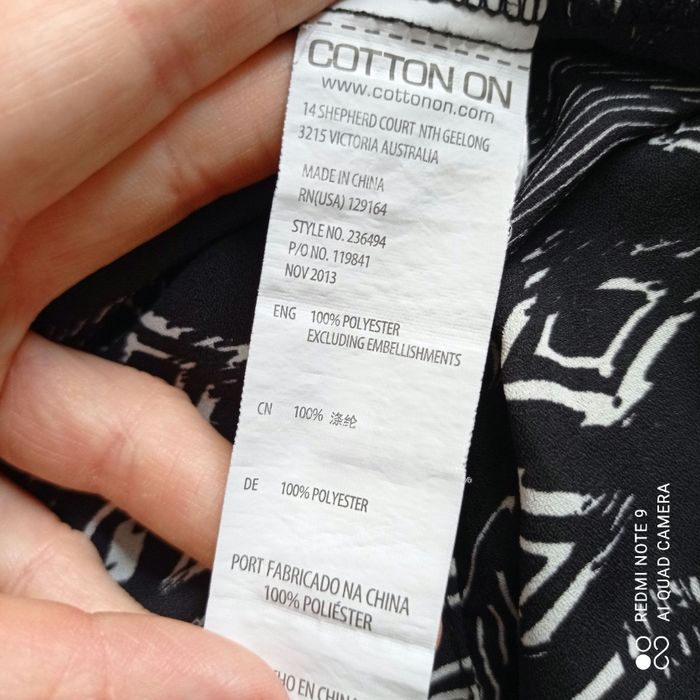 COTTON ON
www.cottonon.com
14 SHEPHERD COURT NTH GEELONG
3215 VICTORIA AUSTRALIA
MADE IN CHINA
RN(USA) 129164
STYLE NO. 236494
P/O NO. 119841
NOV 2013
ENG 100% POLYESTER
EXCLUDING EMBELLISHMENTS
CN 100% 涤纶
DE 100% POLYESTER
PORT FABRICADO NA CHINA
100% POLIÉSTER
EN CHINA
REDMI NOTE 9
AI QUAD CAMERA